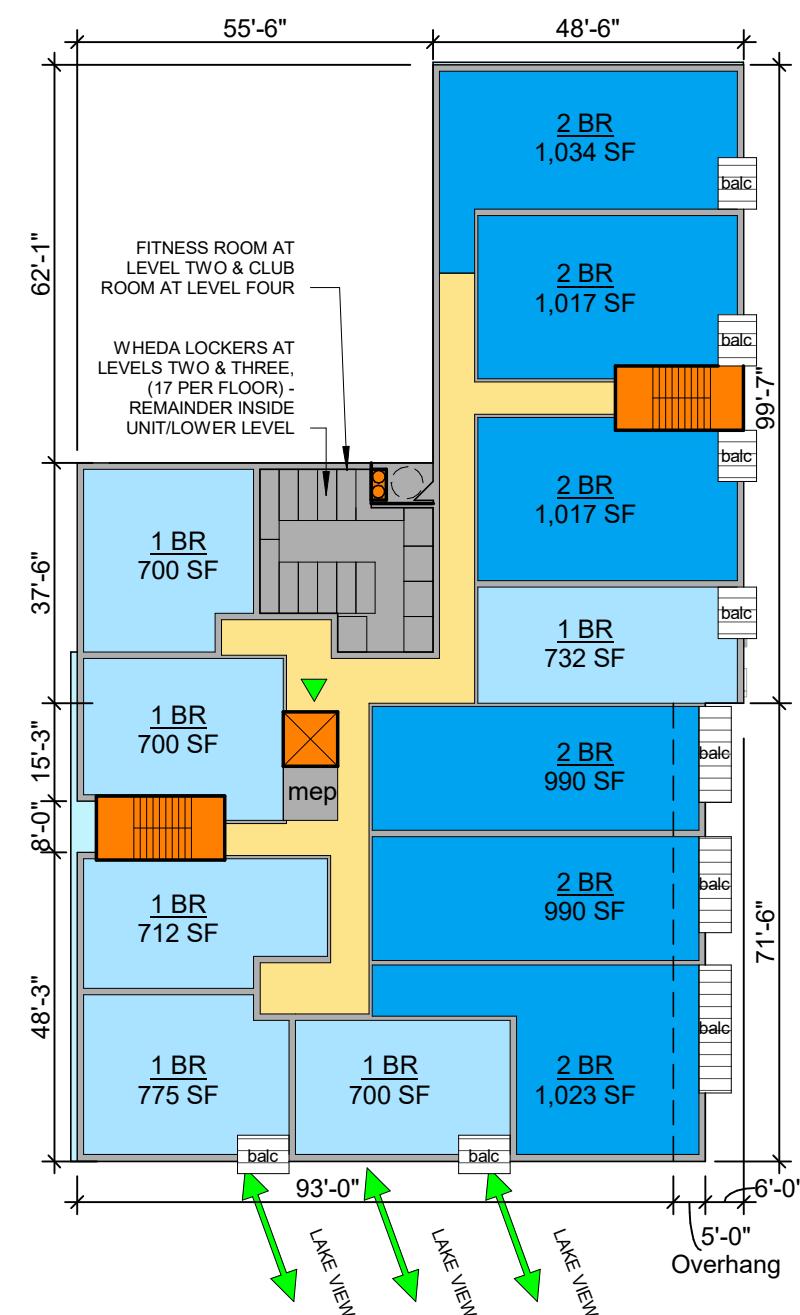 55'-6"
48'-6"
2 BR
1,034 SF
balc
62'-1"
FITNESS ROOM AT
LEVEL TWO & CLUB
ROOM AT LEVEL FOUR
2 BR
1,017 SF
balc
WHEDA LOCKERS AT
LEVELS TWO & THREE,
(17 PER FLOOR) -
REMAINDER INSIDE
UNIT/LOWER LEVEL
99'-7"
balc
2 BR
1,017 SF
1 BR
700 SF
37'-6"
balc
1 BR
732 SF
1 BR
700 SF
15'-3"
mep
2 BR
990 SF
balc
8'-0"
1 BR
712 SF
2 BR
990 SF
balc
71'-6"
48'-3"
balc
1 BR
775 SF
1 BR
700 SF
2 BR
1,023 SF
balc
balc
93'-0"
6'-0"
5'-0"
Overhang
LAKE VIEW
LAKE VIEW
LAKE VIEW